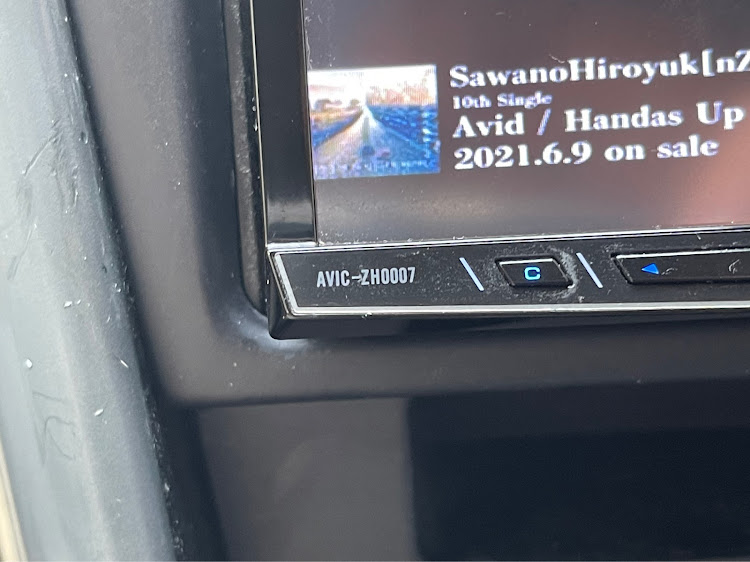 SawanoHiroyuk[nZ
10th Single
Avid / Handas Up
2021.6.9 on sale
AVIC-ZH0007
C